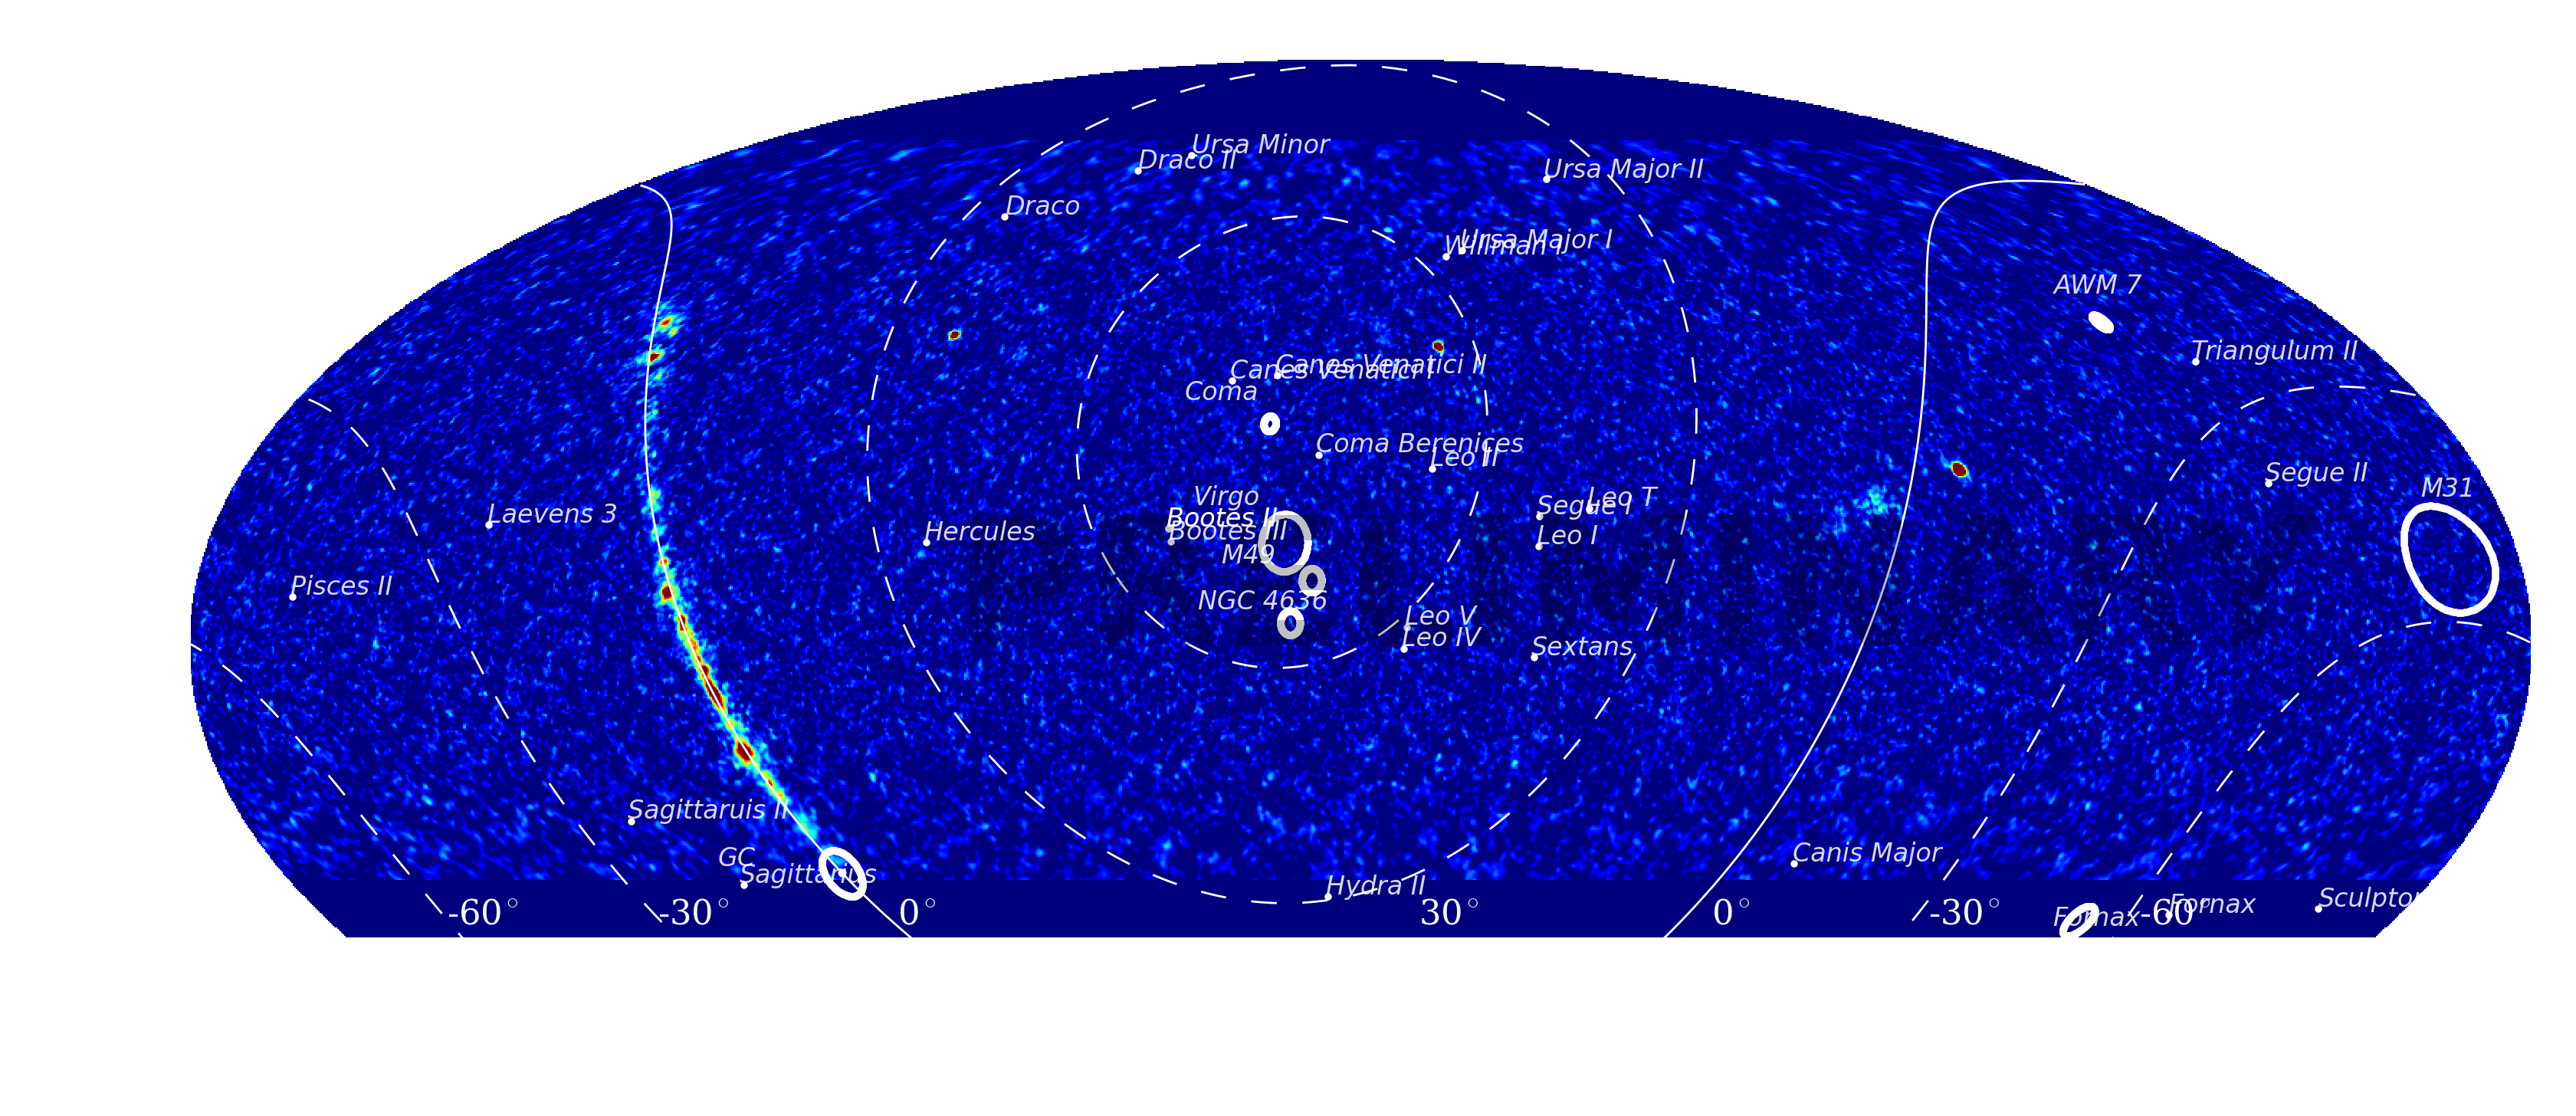 Ursa Minor
Draco II
Ursa Major II
Draco
Ursa Major I
Willman I
AWM 7
Triangulum II
Canes Venatici II
Canes Venatici I
Coma
Coma Berenices
Leo II
Segue II
M31
Virgo
Leo T
Segue I
Laevens 3
Bootes II
Bootes III
Hercules
Leo I
M49
Pisces II
NGC 4636
Leo V
Leo IV
Sextans
Sagittaruis II
GC
Sagittarius
Canis Major
Hydra II
Sculptor
Fornax
Fornax
-60°
-30°
0°
30°
0°
-30°
-60°